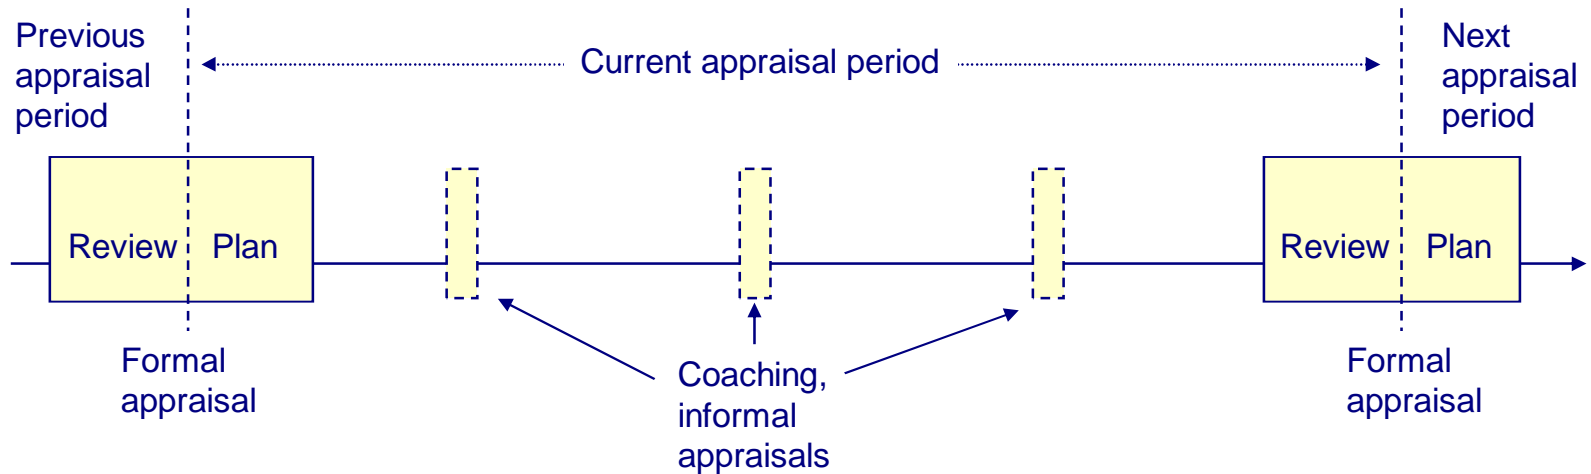 Previous
appraisal
period
Current appraisal period
Next
appraisal
period
Review
Plan
Review
Plan
Formal
appraisal
Coaching,
informal
appraisals
Formal
appraisal